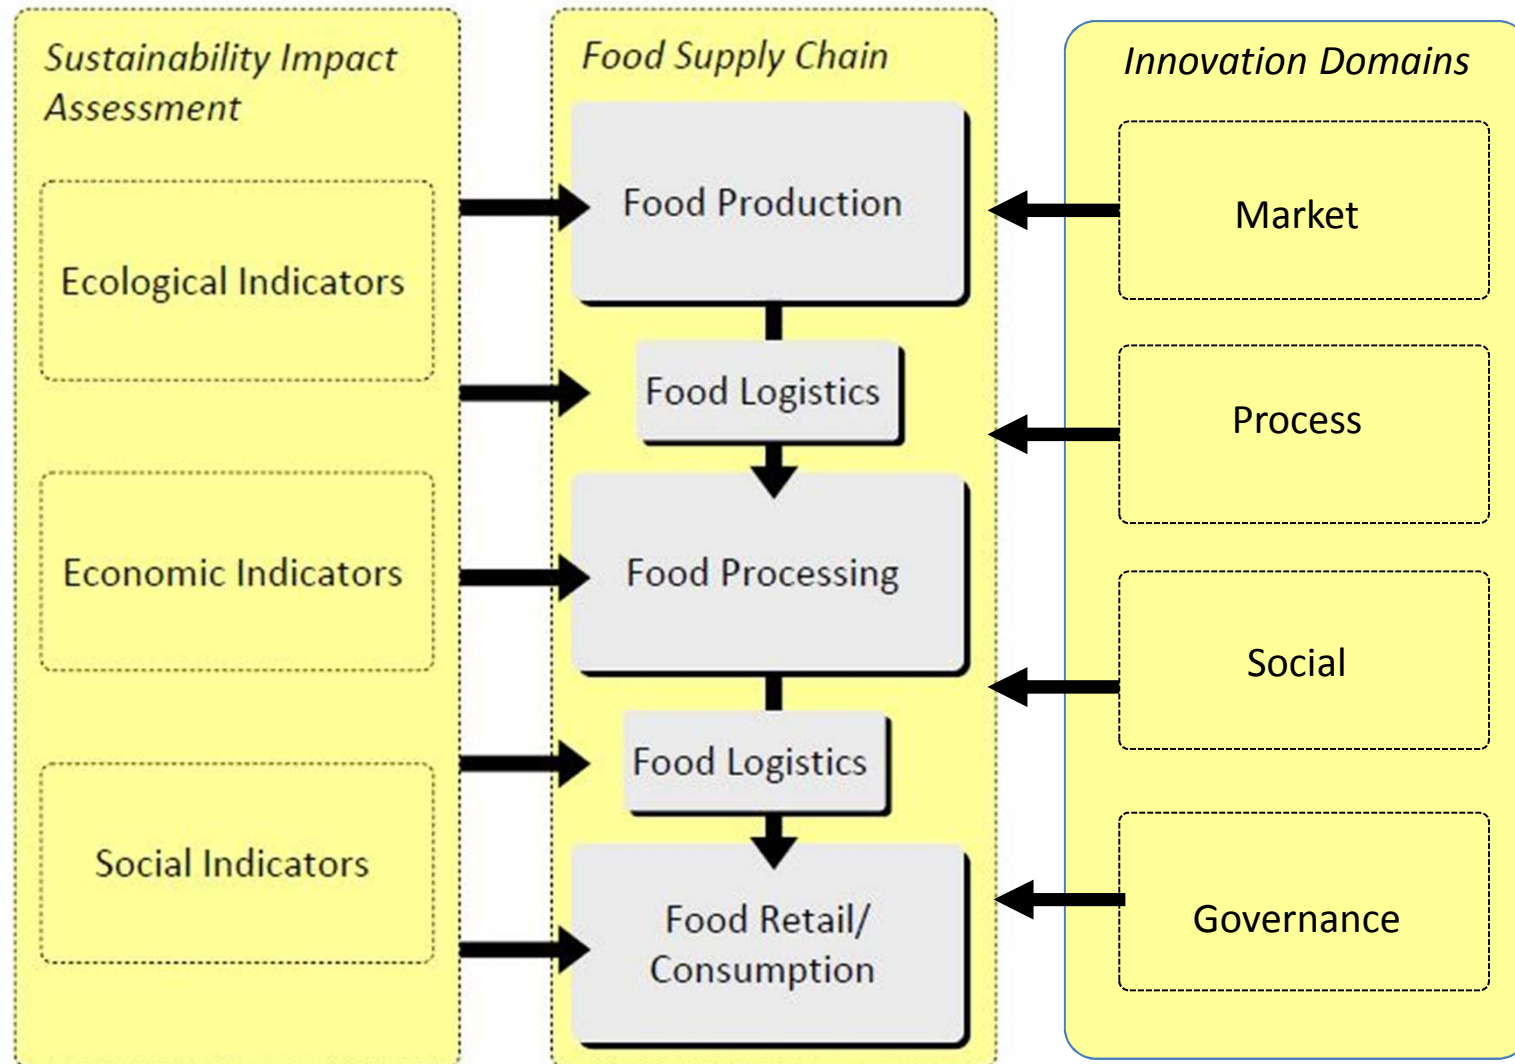 Sustainability Impact
Assessment
Ecological Indicators
Economic Indicators
Social Indicators
Food Supply Chain
Food Production
Food Logistics
Food Processing
Food Logistics
Food Retail/
Consumption
Innovation Domains
Market
Process
Social
Governance